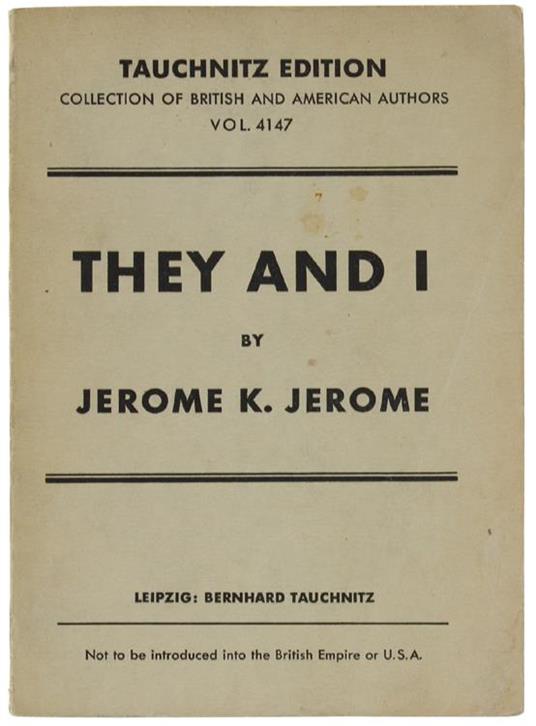 TAUCHNITZ EDITION
COLLECTION OF BRITISH AND AMERICAN AUTHORS
VOL. 4147
THEY AND I
BY
JEROME K. JEROME
LEIPZIG: BERNHARD TAUCHNITZ
Not to be introduced into the British Empire or U.S.A.